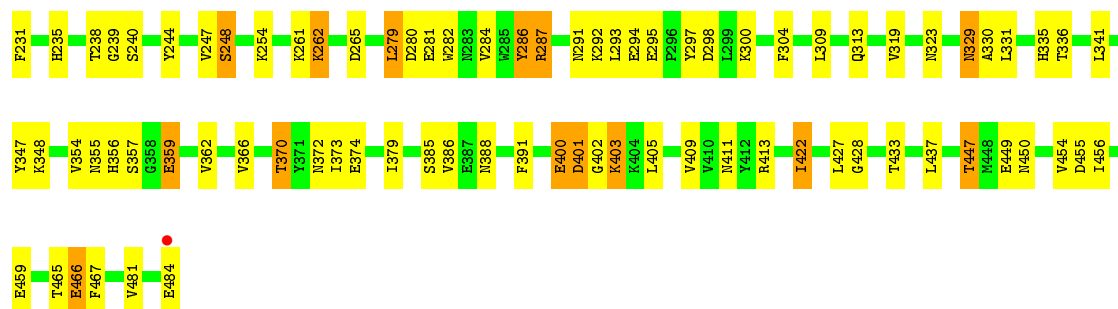 F231 H235 T238 G239 S240 Y244 V247 S248 K254 K261 K262 D265 L279 D280 E281 W282 N283 V284 W285 Y286 R287 N291 K292 L293 E294 E295 P296 Y297 D298 L299 K300 F304 L309 Q313 V319 N323 N329 A330 L331 H335 T336 L341
Y347 K348 V354 N355 H356 S357 G358 E359 V362 V366 T370 Y371 N372 I373 E374 I379 S385 V386 E387 N388 F391 E400 D401 G402 K403 K404 L405 V409 V410 N411 Y412 R413 I422 L427 G428 T433 L437 T447 M448 E449 N450 V454 D455 I456
E459 T465 E466 F467 V481 E484